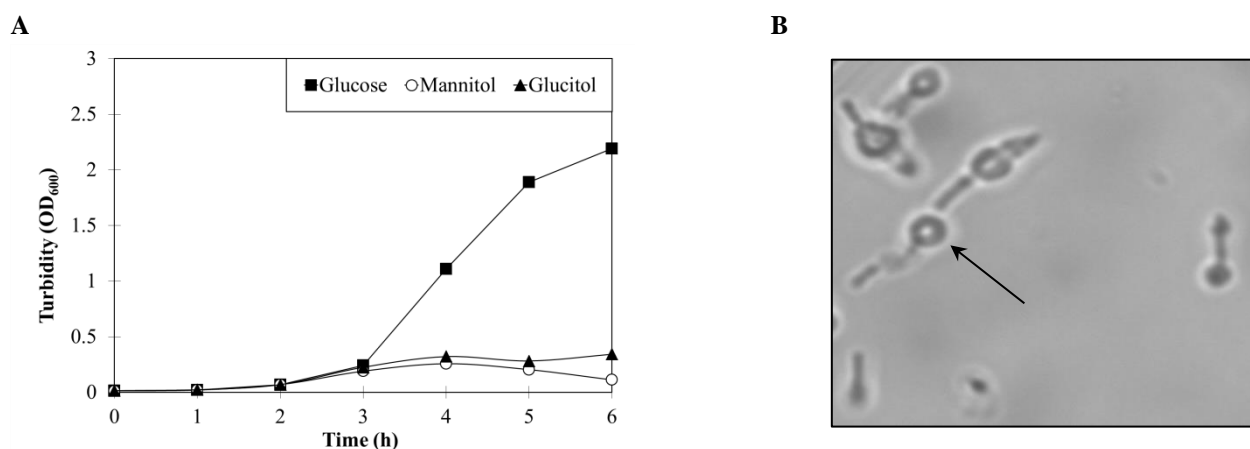 A
B
3
Glucose Mannitol Glucitol
2.5
2
1.5
1
0.5
0
Turbidity (OD600)
0 1 2 3 4 5 6
Time (h)